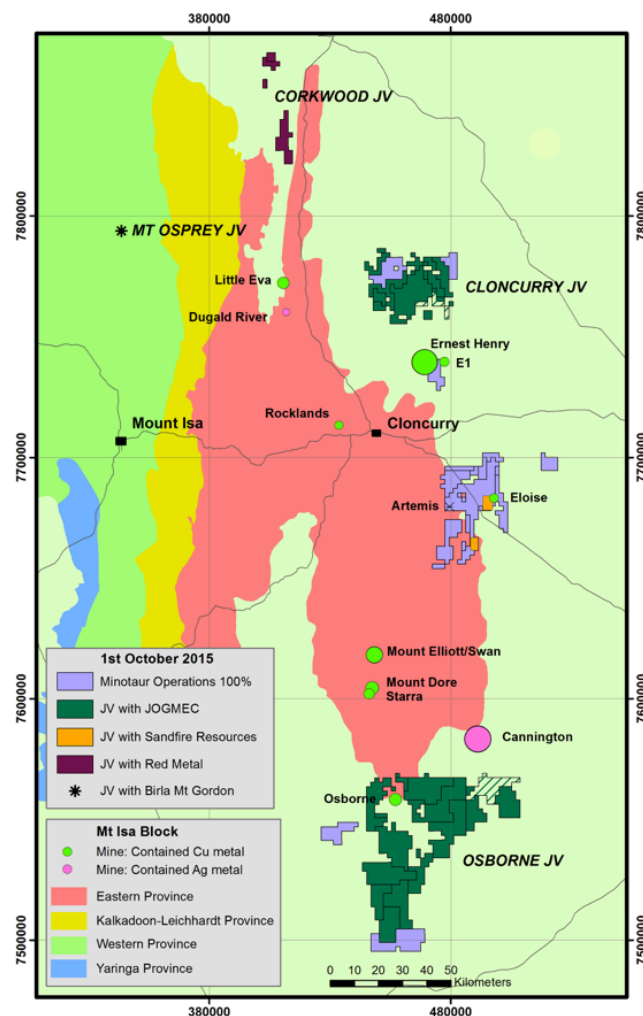 380000
480000
CORKWOOD JV
7800000
7800000
MT OSPREY JV
Little Eva
CLONCURRY JV
Dugald River
Ernest Henry
E1
Rocklands
Mount Isa
Cloncurry
7700000
7700000
Artemis
Eloise
Mount Elliott/Swan
1st October 2015
Minotaur Operations 100%
JV with JOGMEC
JV with Sandfire Resources
JV with Red Metal
JV with Birla Mt Gordon
Mount Dore
Starra
7600000
7600000
Cannington
Osborne
OSBORNE JV
Mt Isa Block
Mine: Contained Cu metal
Mine: Contained Ag metal
Eastern Province
Kalkadoon-Leichhardt Province
Western Province
Yaringa Province
7500000
7500000
0 10 20 30 40 50
Kilometers
380000
480000